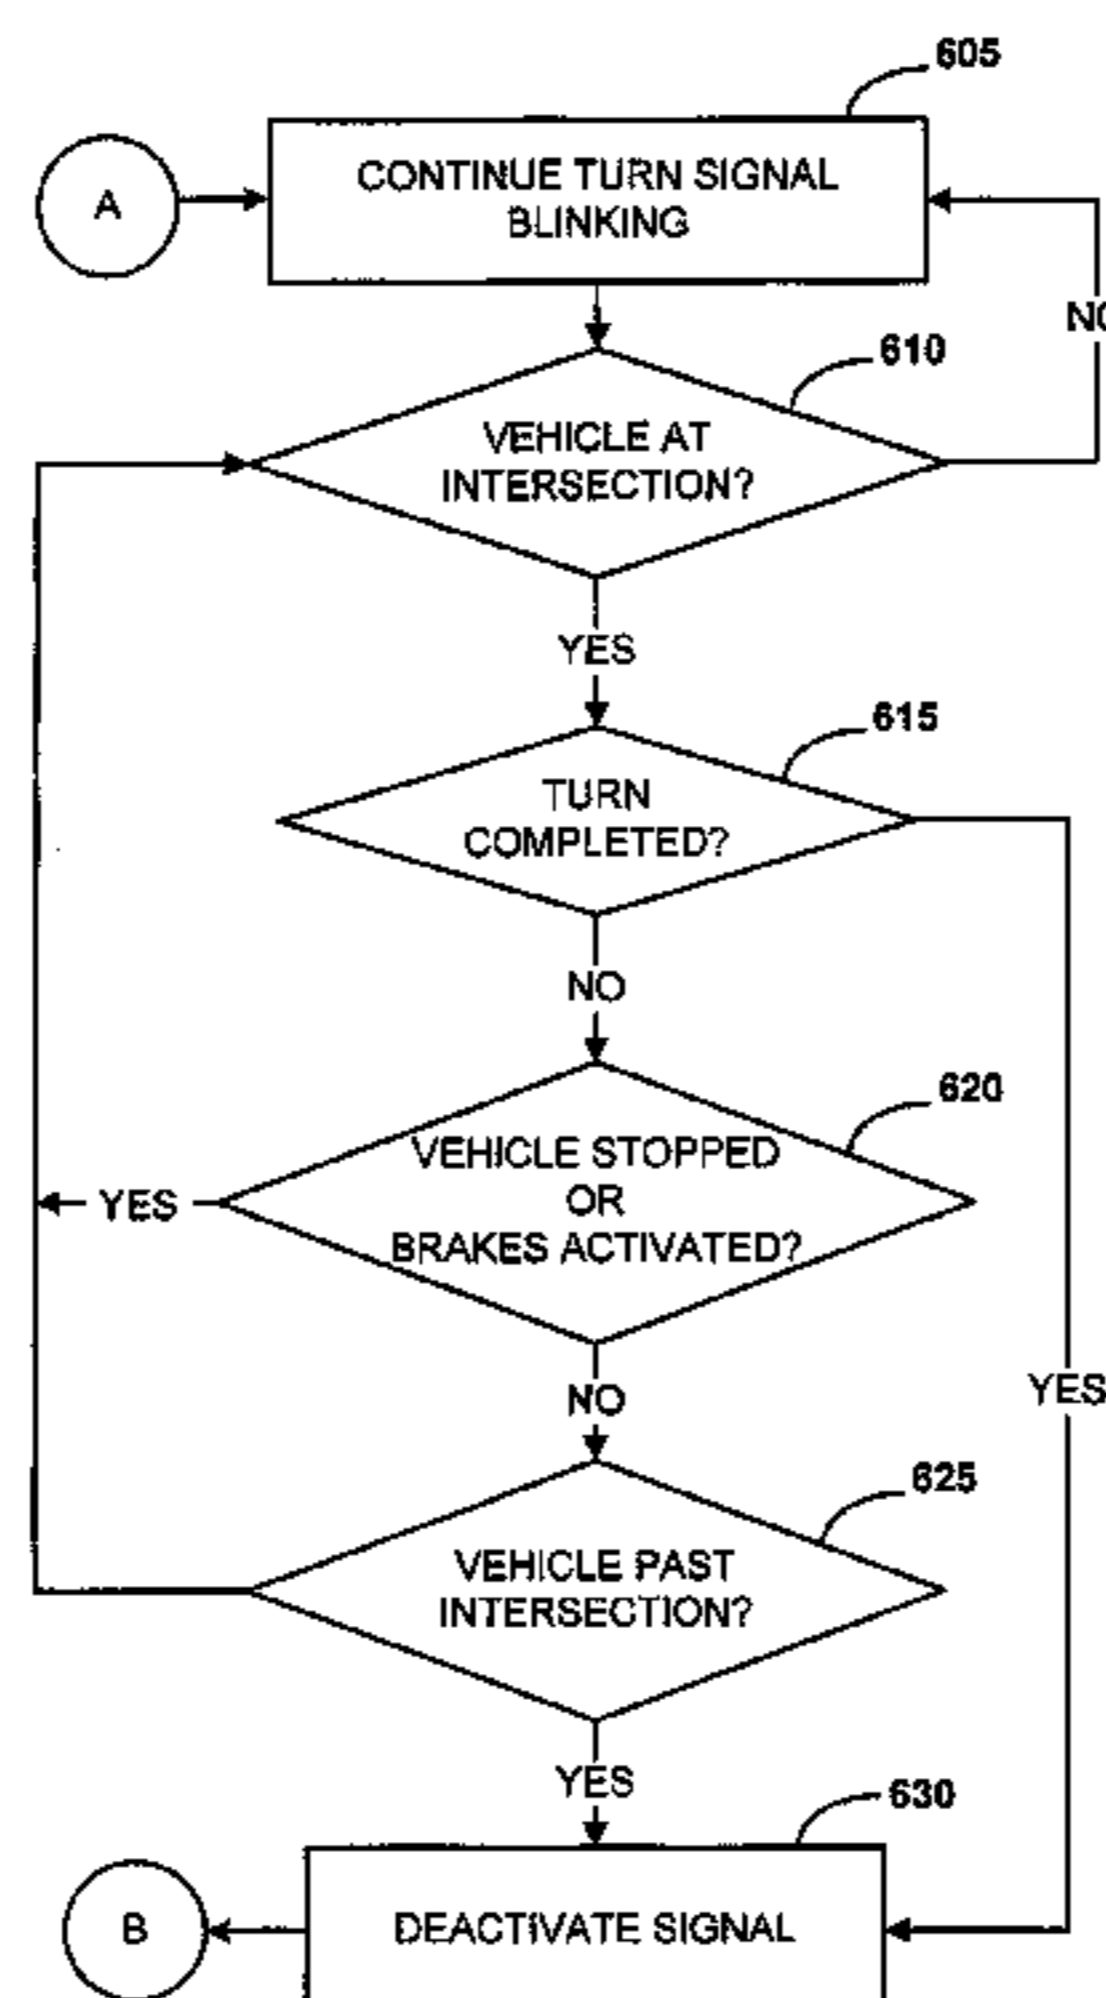 605
A
CONTINUE TURN SIGNAL
BLINKING
NO
610
VEHICLE AT
INTERSECTION?
YES
615
TURN
COMPLETED?
NO
620
VEHICLE STOPPED
OR
BRAKES ACTIVATED?
YES
NO
YES
625
VEHICLE PAST
INTERSECTION?
YES
630
B
DEACTIVATE SIGNAL